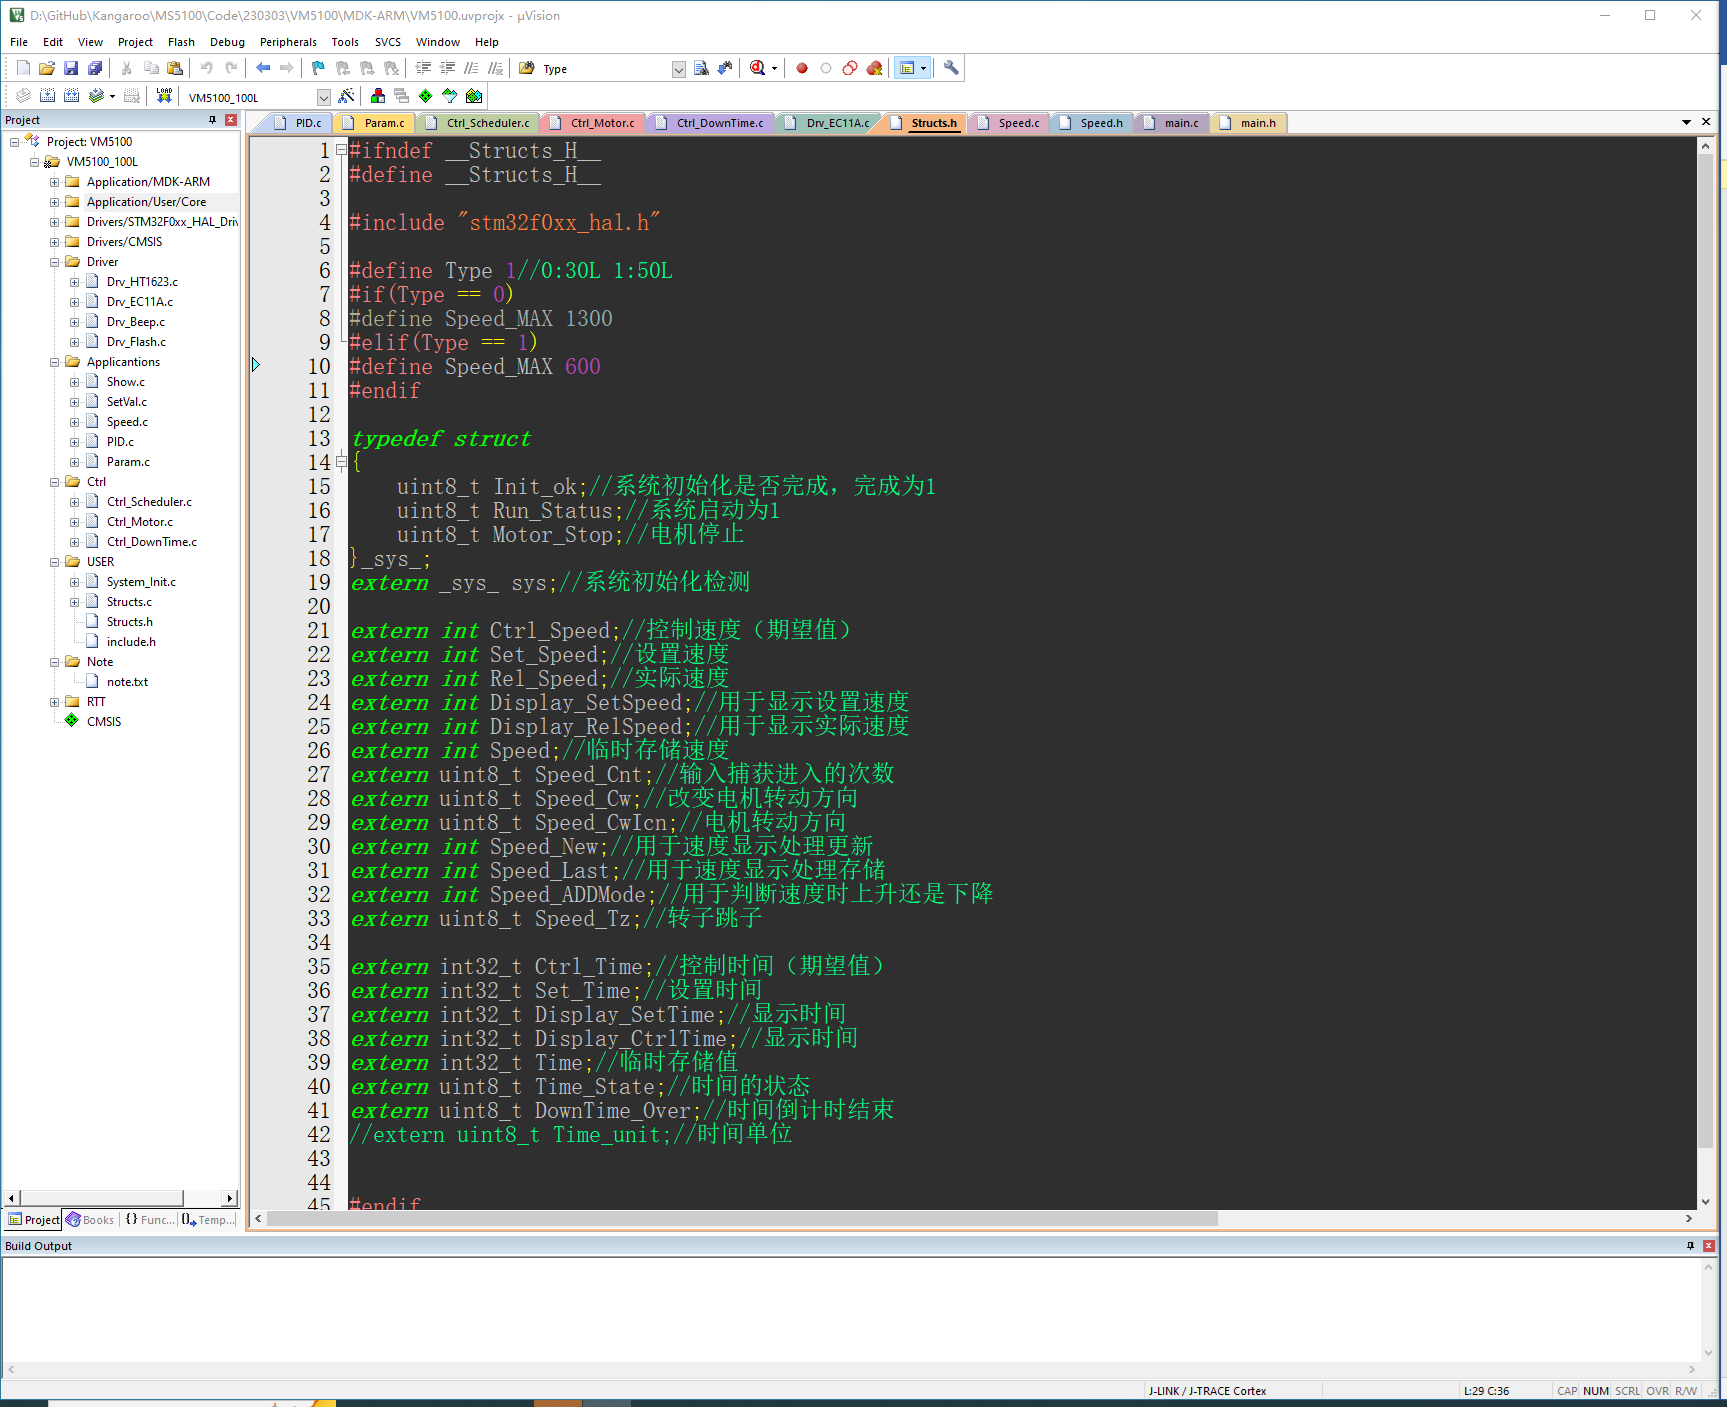 D:\GitHub\Kangaroo\MS5100\Code\230303\VM5100\MDK-ARM\VM5100.uvprojx - µVision
File Edit View Project Flash Debug Peripherals Tools SVCS Window Help
Type
LOAD VM5100_100L
Project
Project: VM5100
VM5100_100L
Application/MDK-ARM
Application/User/Core
Drivers/STM32F0xx_HAL_Driv
Drivers/CMSIS
Driver
Drv_HT1623.c
Drv_EC11A.c
Drv_Beep.c
Drv_Flash.c
Applicantions
Show.c
SetVal.c
Speed.c
PID.c
Param.c
Ctrl
Ctrl_Scheduler.c
Ctrl_Motor.c
Ctrl_DownTime.c
USER
System_Init.c
Structs.c
Structs.h
include.h
Note
note.txt
RTT
CMSIS
Project Books {} Func... Temp...
PID.c Param.c Ctrl_Scheduler.c Ctrl_Motor.c Ctrl_DownTime.c Drv_EC11A.c Structs.h Speed.c Speed.h main.c main.h
1 #ifndef __Structs_H__
2 #define __Structs_H__
3
4 #include "stm32f0xx_hal.h"
5
6 #define Type 1//0:30L 1:50L
7 #if(Type == 0)
8 #define Speed_MAX 1300
9 #elif(Type == 1)
10 #define Speed_MAX 600
11 #endif
12
13 typedef struct
14 {
15 uint8_t Init_ok;//系统初始化是否完成，完成为1
16 uint8_t Run_Status;//系统启动为1
17 uint8_t Motor_Stop;//电机停止
18 }_sys_;
19 extern _sys_ sys;//系统初始化检测
20
21 extern int Ctrl_Speed;//控制速度（期望值）
22 extern int Set_Speed;//设置速度
23 extern int Rel_Speed;//实际速度
24 extern int Display_SetSpeed;//用于显示设置速度
25 extern int Display_RelSpeed;//用于显示实际速度
26 extern int Speed;//临时存储速度
27 extern uint8_t Speed_Cnt;//输入捕获进入的次数
28 extern uint8_t Speed_Cw;//改变电机转动方向
29 extern uint8_t Speed_CwIcn;//电机转动方向
30 extern int Speed_New;//用于速度显示处理更新
31 extern int Speed_Last;//用于速度显示处理存储
32 extern int Speed_ADDMode;//用于判断速度时上升还是下降
33 extern uint8_t Speed_Tz;//转子跳子
34
35 extern int32_t Ctrl_Time;//控制时间（期望值）
36 extern int32_t Set_Time;//设置时间
37 extern int32_t Display_SetTime;//显示时间
38 extern int32_t Display_CtrlTime;//显示时间
39 extern int32_t Time;//临时存储值
40 extern uint8_t Time_State;//时间的状态
41 extern uint8_t DownTime_Over;//时间倒计时结束
42 //extern uint8_t Time_unit;//时间单位
43
44
45 #endif
Build Output
J-LINK / J-TRACE Cortex L:29 C:36 CAP NUM SCRL OVR R/W